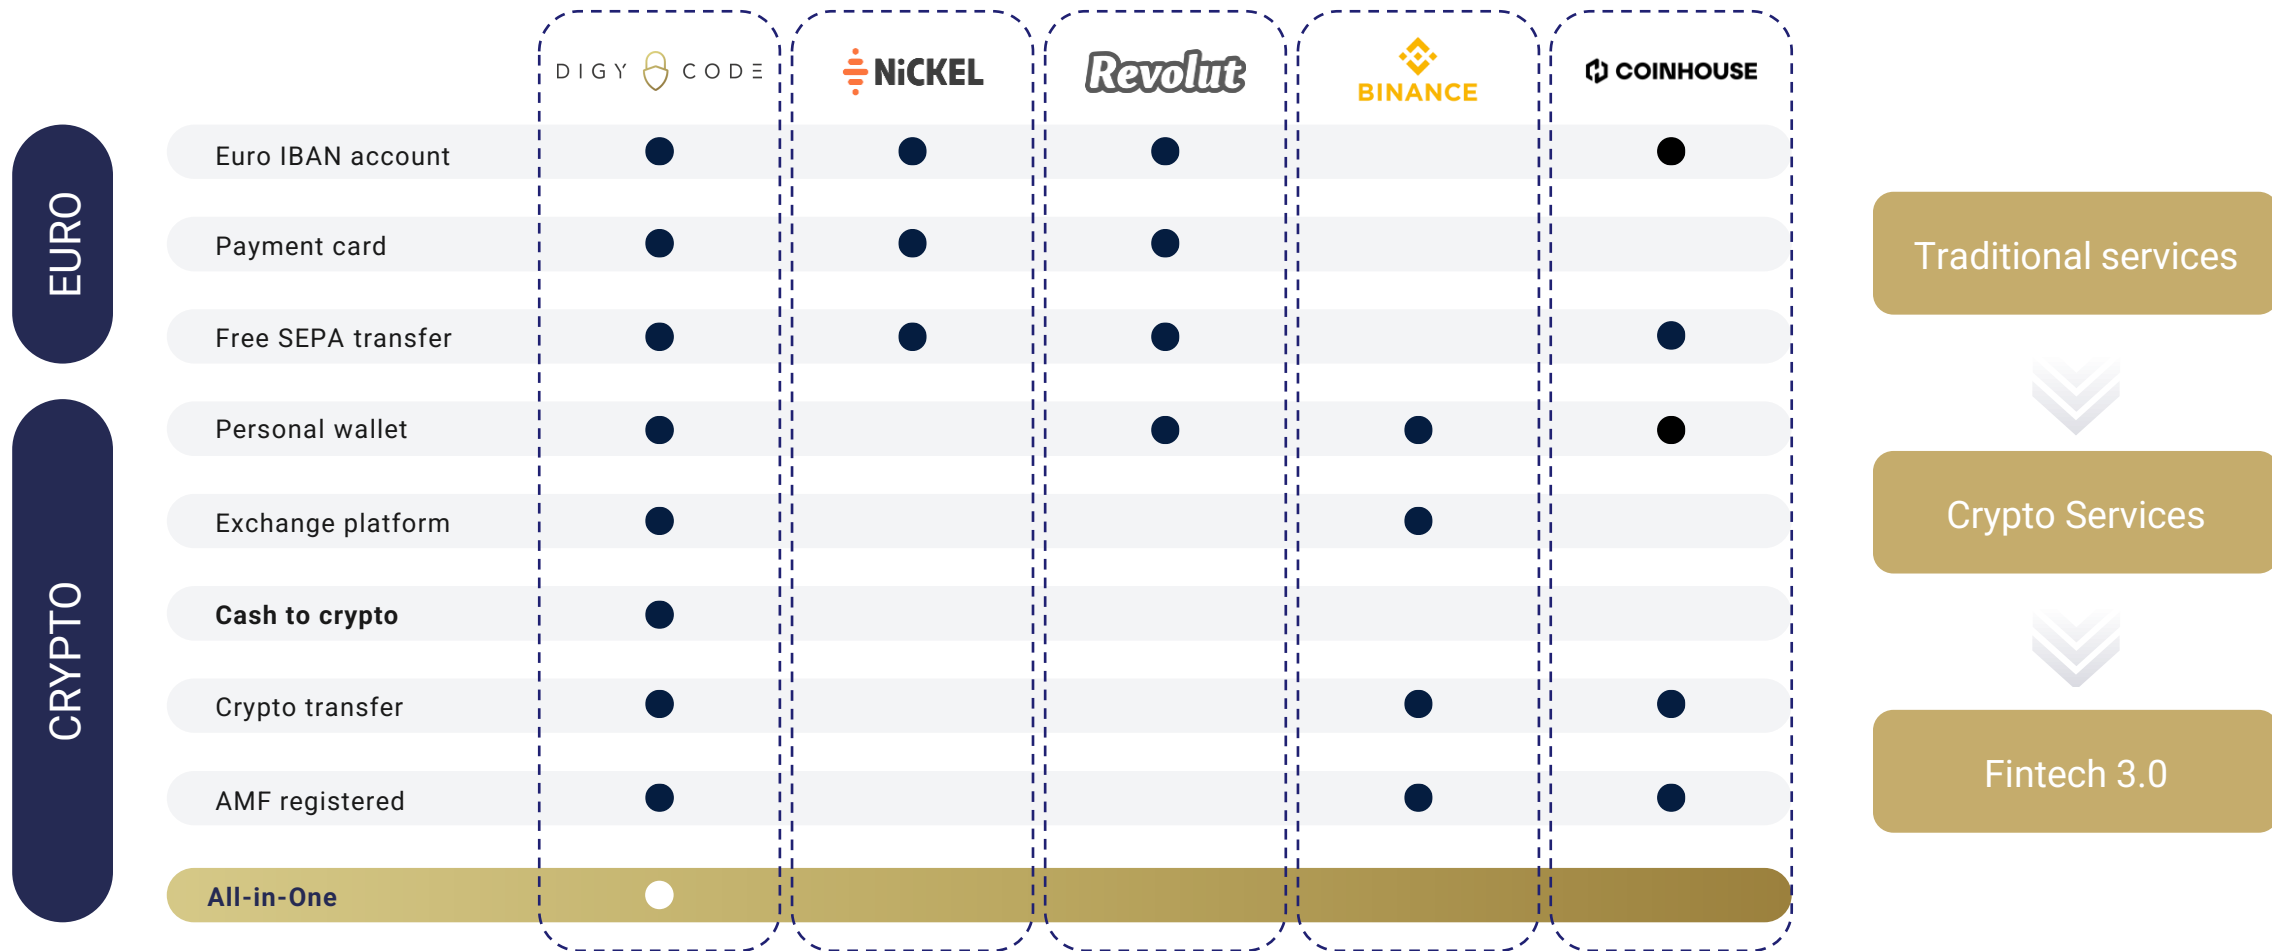 DIGY CODE
NiCKEL
Revolut
BINANCE
COINHOUSE
EURO
Euro IBAN account
Payment card
Free SEPA transfer
CRYPTO
Personal wallet
Exchange platform
Cash to crypto
Crypto transfer
AMF registered
All-in-One
Traditional services
Crypto Services
Fintech 3.0